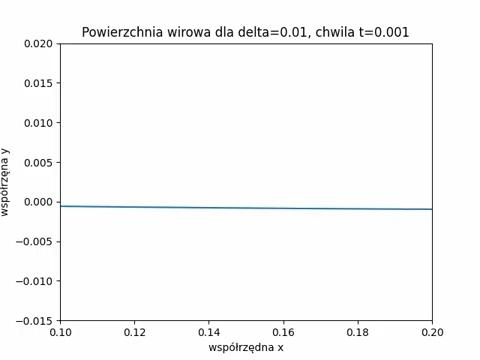 Powierzchnia wirowa dla delta=0.01, chwila t=0.001
0.020
0.015
0.010
0.005
0.000
−0.005
−0.010
−0.015
współrzęna y
0.10 0.12 0.14 0.16 0.18 0.20
współrzędna x